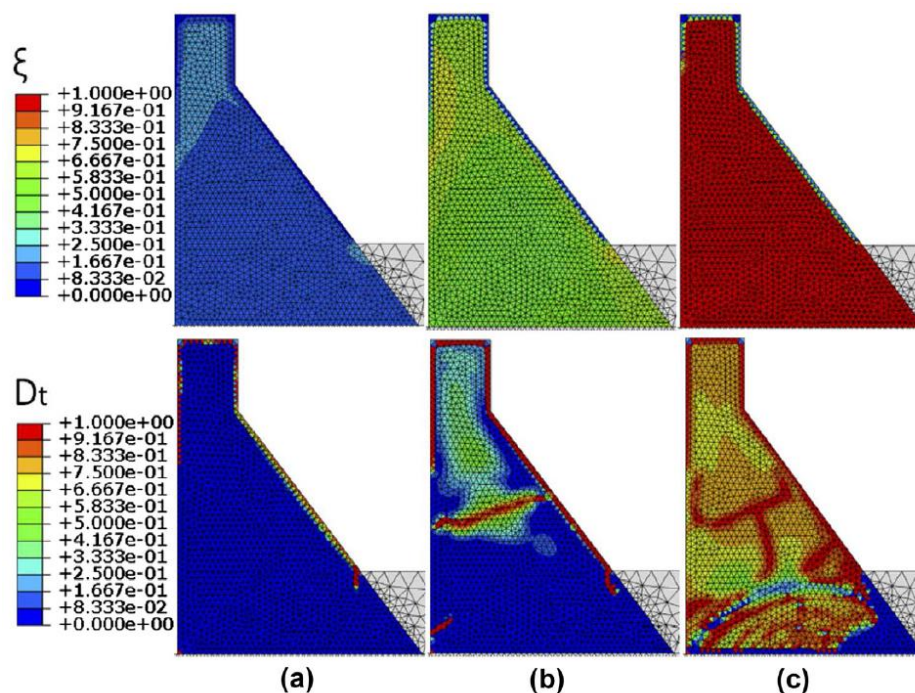 ξ
+1.000e+00
+9.167e-01
+8.333e-01
+7.500e-01
+6.667e-01
+5.833e-01
+5.000e-01
+4.167e-01
+3.333e-01
+2.500e-01
+1.667e-01
+8.333e-02
+0.000e+00
Dt
+1.000e+00
+9.167e-01
+8.333e-01
+7.500e-01
+6.667e-01
+5.833e-01
+5.000e-01
+4.167e-01
+3.333e-01
+2.500e-01
+1.667e-01
+8.333e-02
+0.000e+00
(a) (b) (c)